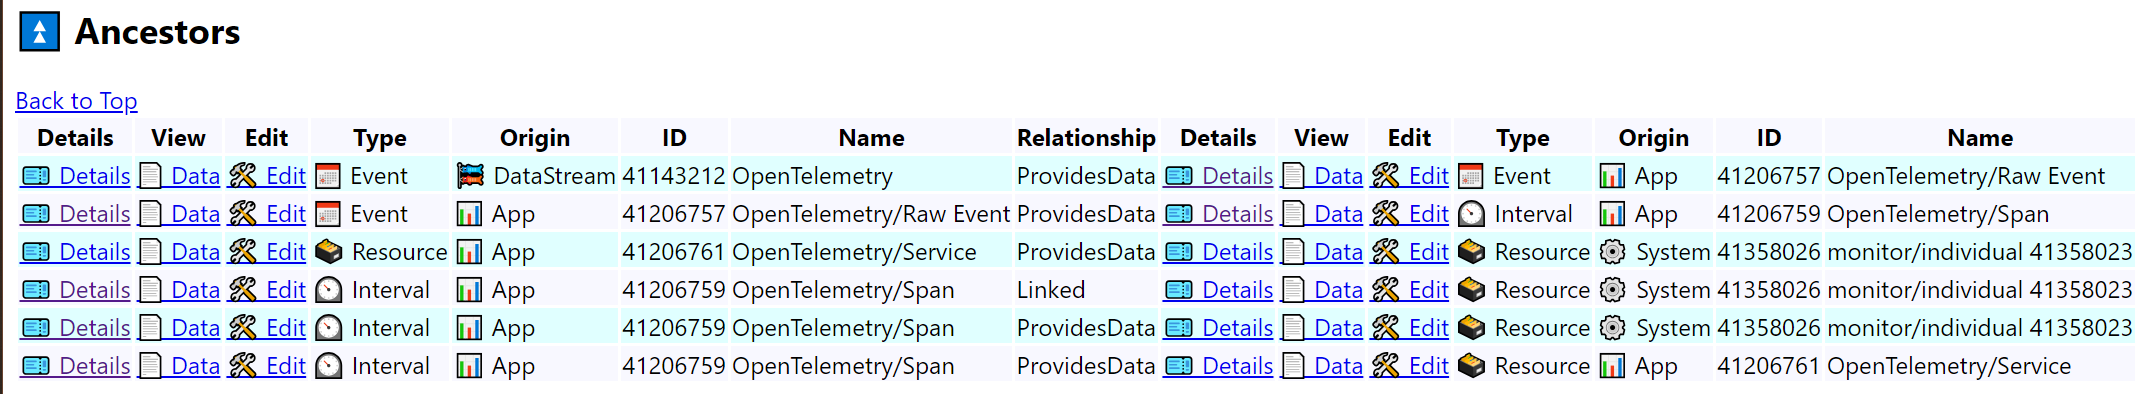 Ancestors
Back to Top
Details View Edit Type Origin ID Name Relationship Details View Edit Type Origin ID Name
Details Data Edit Event DataStream 41143212 OpenTelemetry ProvidesData Details Data Edit Event App 41206757 OpenTelemetry/Raw Event
Details Data Edit Event App 41206757 OpenTelemetry/Raw Event ProvidesData Details Data Edit Interval App 41206759 OpenTelemetry/Span
Details Data Edit Resource App 41206761 OpenTelemetry/Service ProvidesData Details Data Edit Resource System 41358026 monitor/individual 41358023
Details Data Edit Interval App 41206759 OpenTelemetry/Span Linked Details Data Edit Resource System 41358026 monitor/individual 41358023
Details Data Edit Interval App 41206759 OpenTelemetry/Span ProvidesData Details Data Edit Resource System 41358026 monitor/individual 41358023
Details Data Edit Interval App 41206759 OpenTelemetry/Span ProvidesData Details Data Edit Resource App 41206761 OpenTelemetry/Service